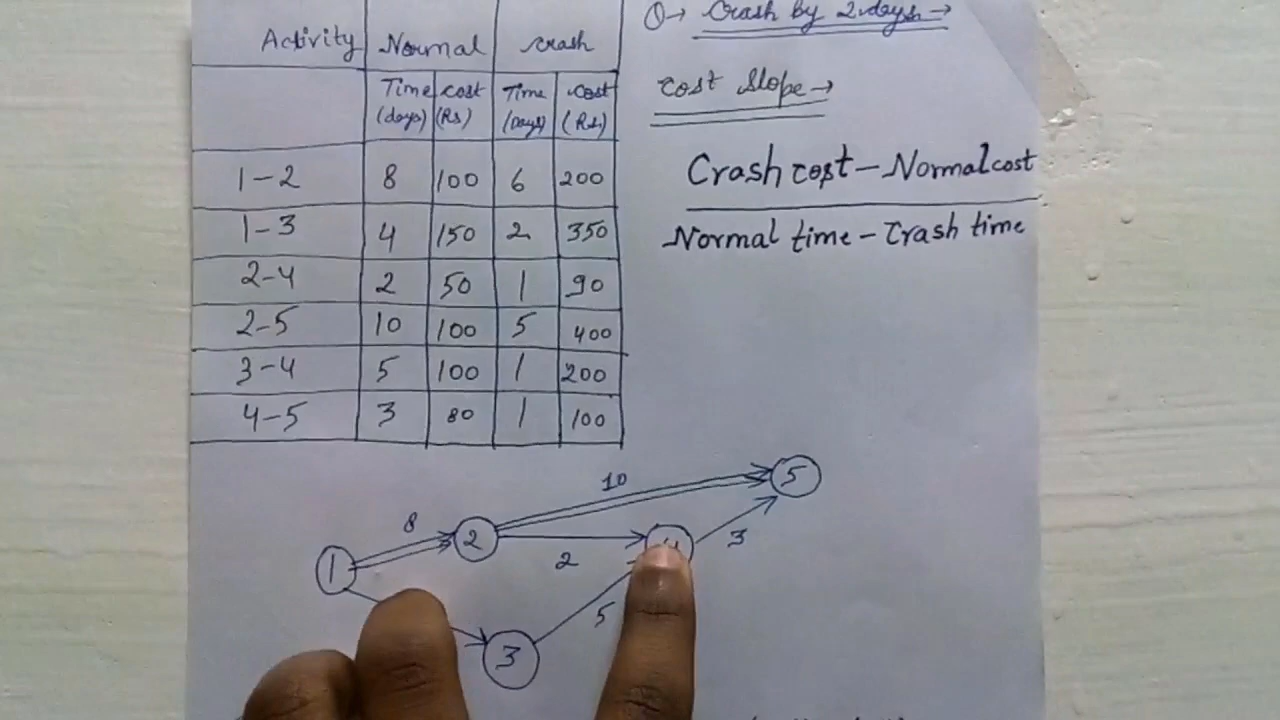 Q→ Crash by 2 days→
Activity Normal crash
Time (days) cost (Rs) Time (Days) cost (Rs.)
1-2 8 100 6 200
1-3 4 150 2 350
2-4 2 50 1 90
2-5 10 100 5 400
3-4 5 100 1 200
4-5 3 80 1 100
cost slope→
Crash cost - Normal cost
Normal time - Crash time
10
5
8
2
1
2
3
5
3